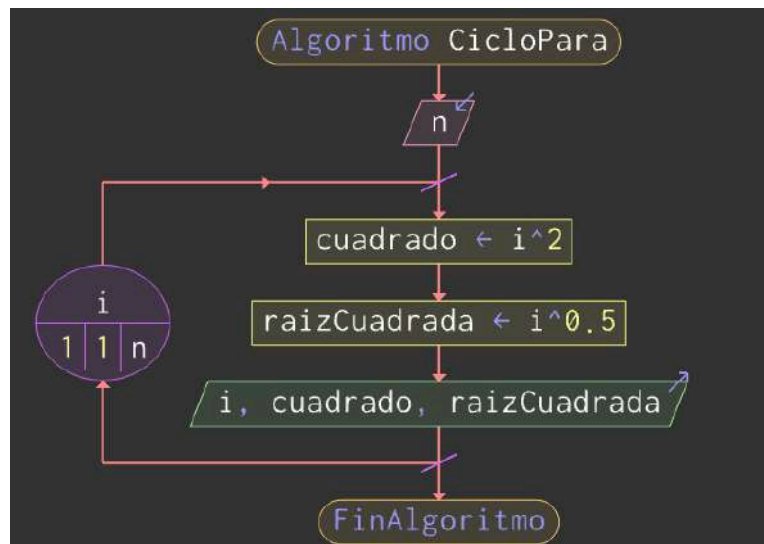 Algoritmo CicloPara
n
cuadrado ← i^2
raizCuadrada ← i^0.5
i
1 1 n
i, cuadrado, raizCuadrada
FinAlgoritmo